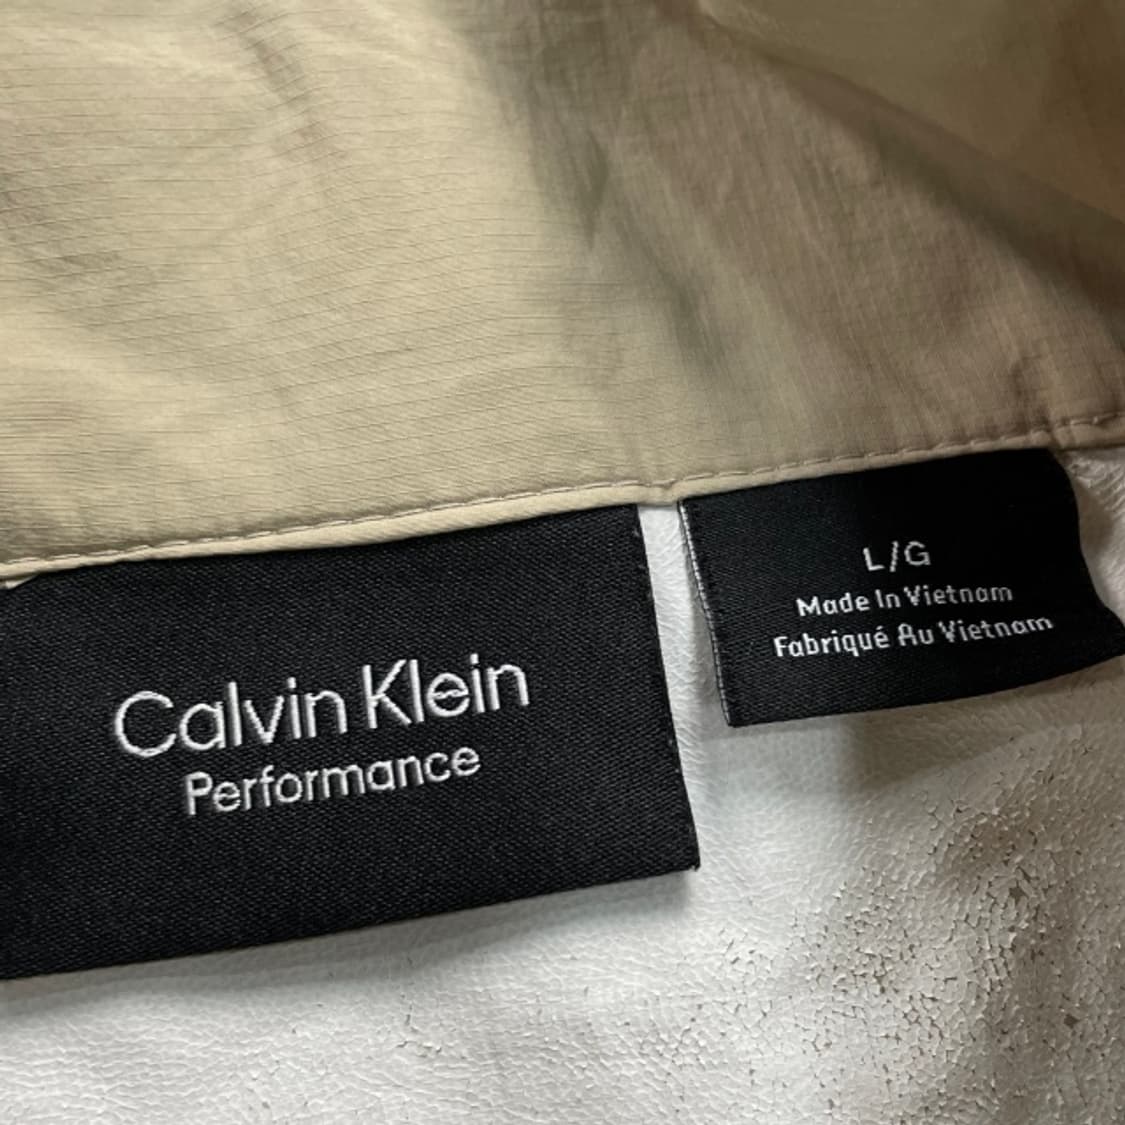 Calvin Klein
Performance
L/G
Made In Vietnam
Fabriqué Au Vietnam